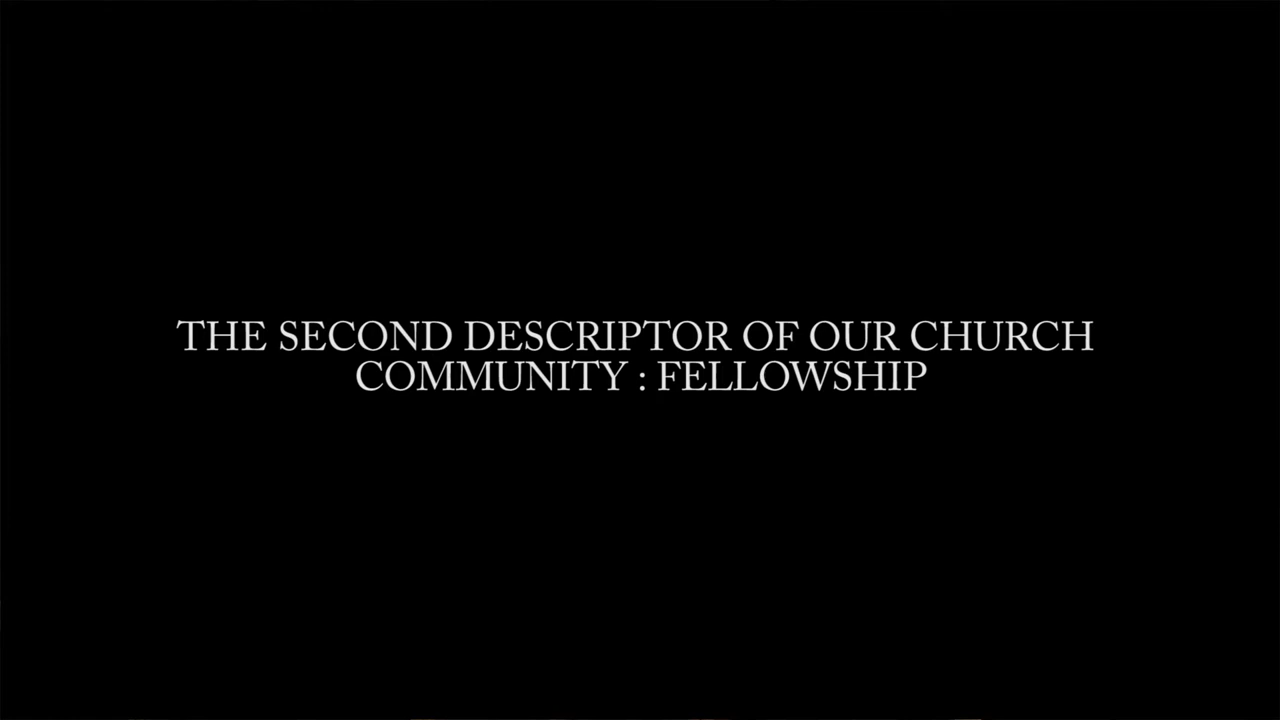 THE SECOND DESCRIPTOR OF OUR CHURCH
COMMUNITY : FELLOWSHIP